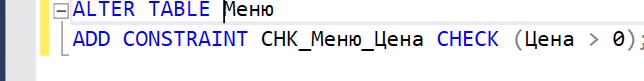 ALTER TABLE Меню
ADD CONSTRAINT CHK_Меню_Цена CHECK (Цена > 0);